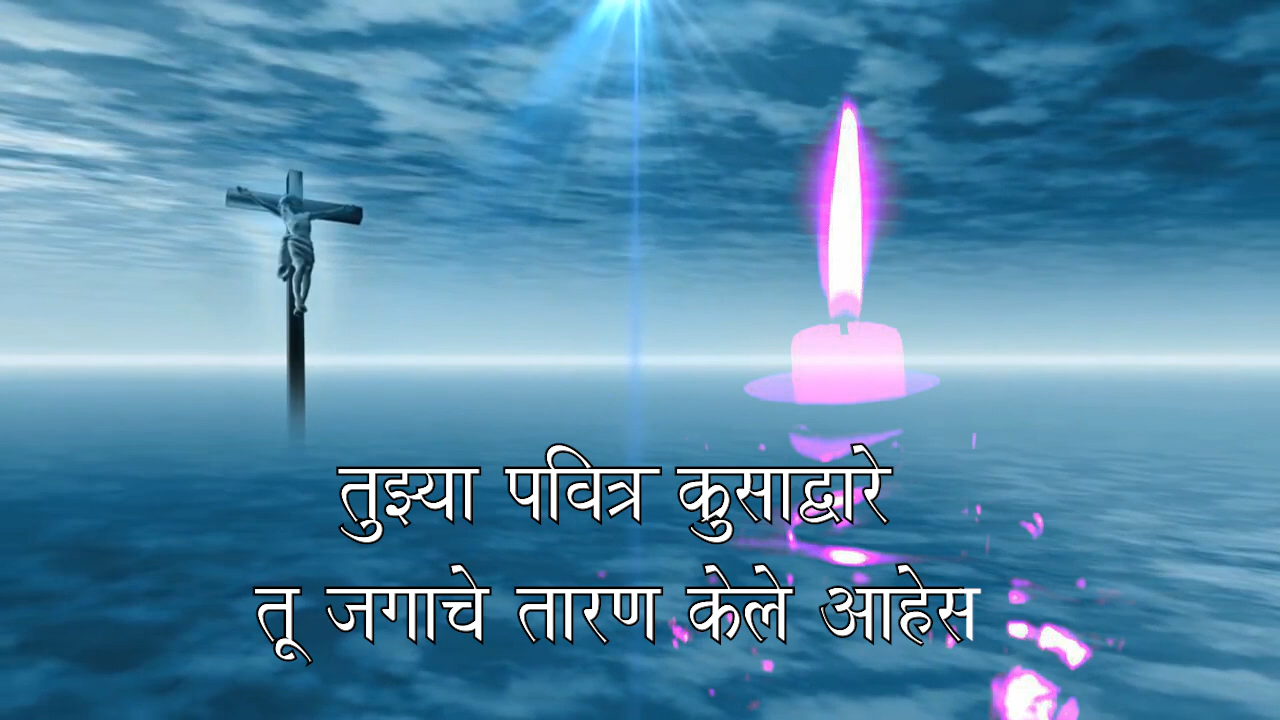 तुझ्या पवित्र क्रुसाद्वारे
तू जगाचे तारण केले आहेस